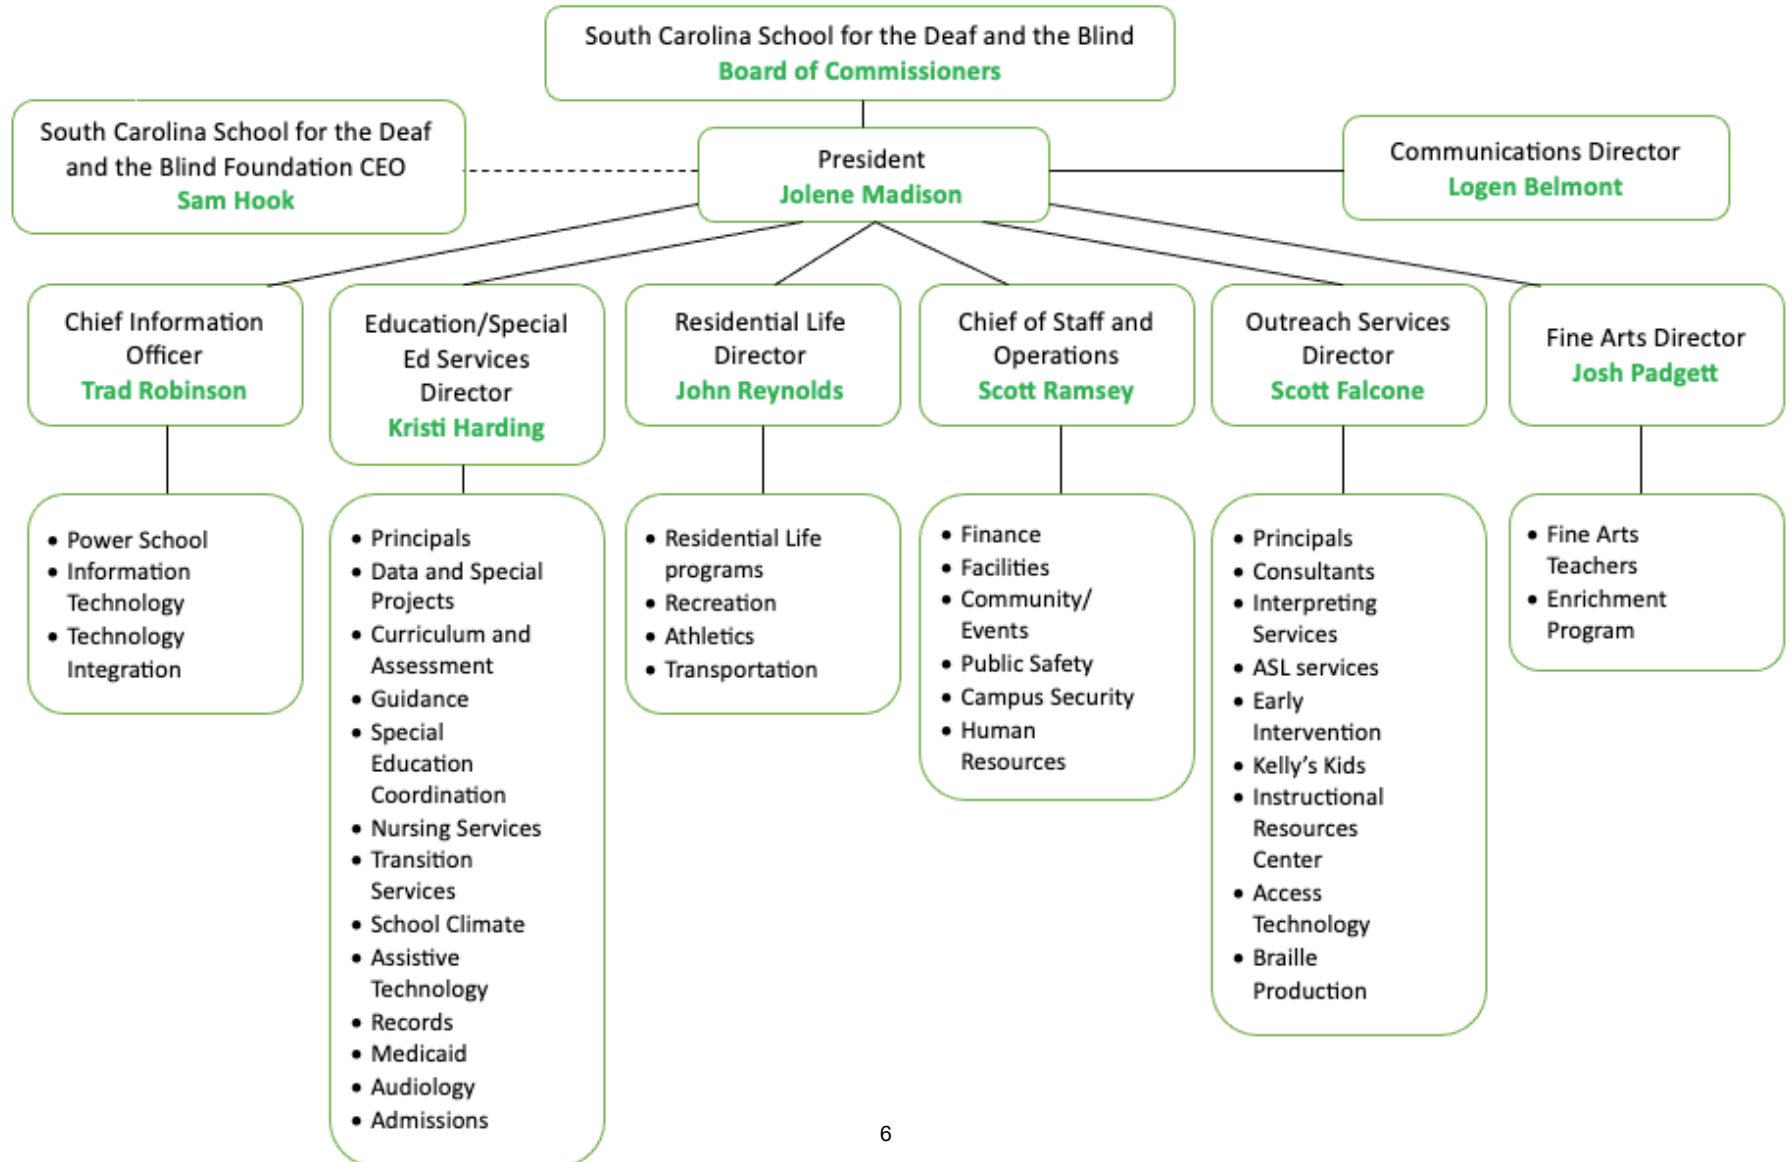 South Carolina School for the Deaf and the Blind
Board of Commissioners
South Carolina School for the Deaf
and the Blind Foundation CEO
Sam Hook
President
Jolene Madison
Communications Director
Logen Belmont
Chief Information
Officer
Trad Robinson
Education/Special
Ed Services
Director
Kristi Harding
Residential Life
Director
John Reynolds
Chief of Staff and
Operations
Scott Ramsey
Outreach Services
Director
Scott Falcone
Fine Arts Director
Josh Padgett
• Power School
• Information
Technology
• Technology
Integration
• Principals
• Data and Special
Projects
• Curriculum and
Assessment
• Guidance
• Special
Education
Coordination
• Nursing Services
• Transition
Services
• School Climate
• Assistive
Technology
• Records
• Medicaid
• Audiology
• Admissions
• Residential Life
programs
• Recreation
• Athletics
• Transportation
• Finance
• Facilities
• Community/
Events
• Public Safety
• Campus Security
• Human
Resources
• Principals
• Consultants
• Interpreting
Services
• ASL services
• Early
Intervention
• Kelly’s Kids
• Instructional
Resources
Center
• Access
Technology
• Braille
Production
• Fine Arts
Teachers
• Enrichment
Program
6